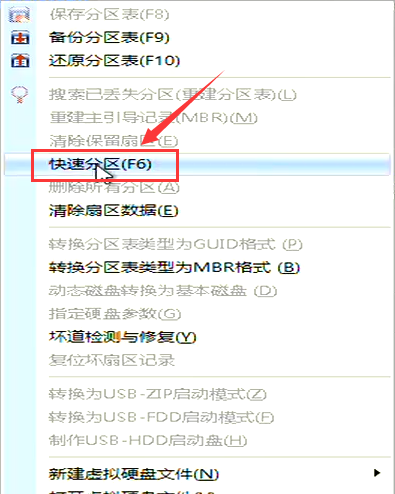 保存分区表(F8)
备份分区表(F9)
还原分区表(F10)
搜索已丢失分区(重建分区表)(L)
重建主引导记录(MBR)(M)
清除保留扇区(E)
快速分区(F6)
删除所有分区(A)
清除扇区数据(E)
转换分区表类型为GUID格式 (P)
转换分区表类型为MBR格式 (B)
动态磁盘转换为基本磁盘 (D)
指定硬盘参数(G)
坏道检测与修复(Y)
复位坏扇区记录
转换为USB-ZIP启动模式(Z)
转换为USB-FDD启动模式(F)
制作USB-HDD启动盘(H)
新建虚拟硬盘文件(N)
打开虚拟硬盘文件(V)